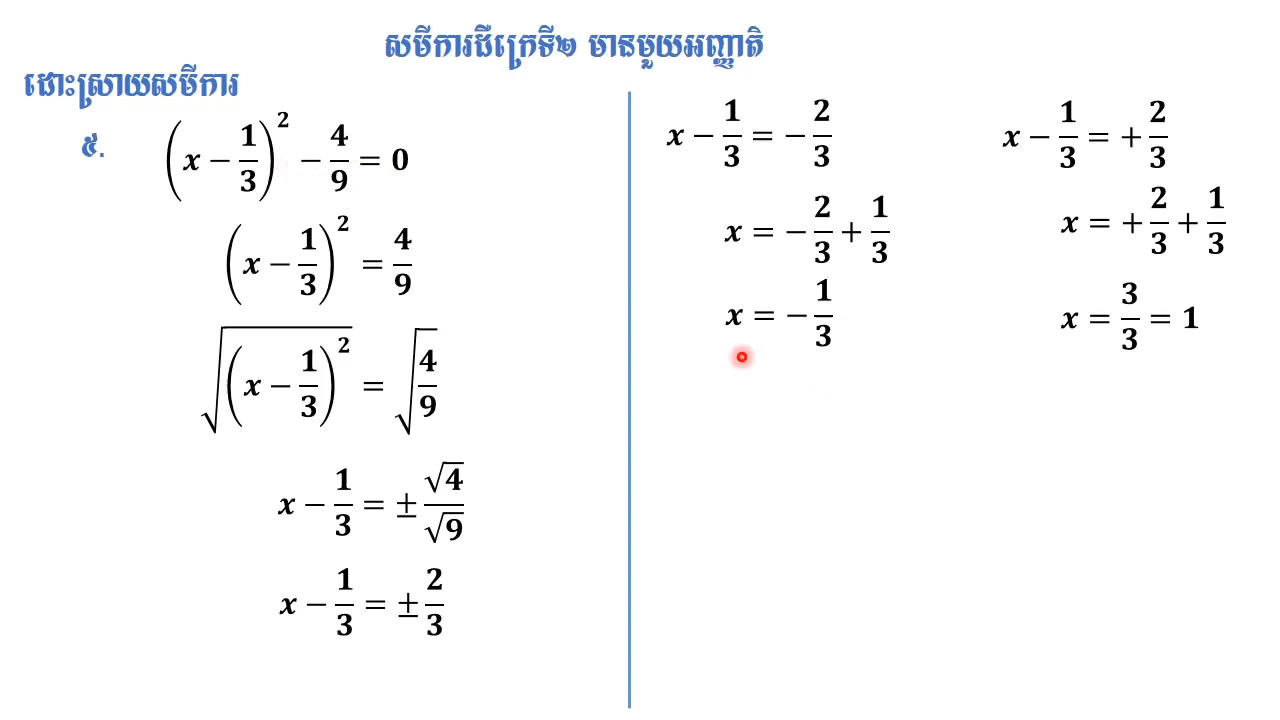 សមីការដឺក្រេទី២ មានមួយអញ្ញាតិ
ដោះស្រាយសមីការ
៥. (x − 1/3)² − 4/9 = 0
(x − 1/3)² = 4/9
√((x − 1/3)²) = √(4/9)
x − 1/3 = ± √4/√9
x − 1/3 = ± 2/3
x − 1/3 = − 2/3
x = − 2/3 + 1/3
x = − 1/3
x − 1/3 = + 2/3
x = + 2/3 + 1/3
x = 3/3 = 1